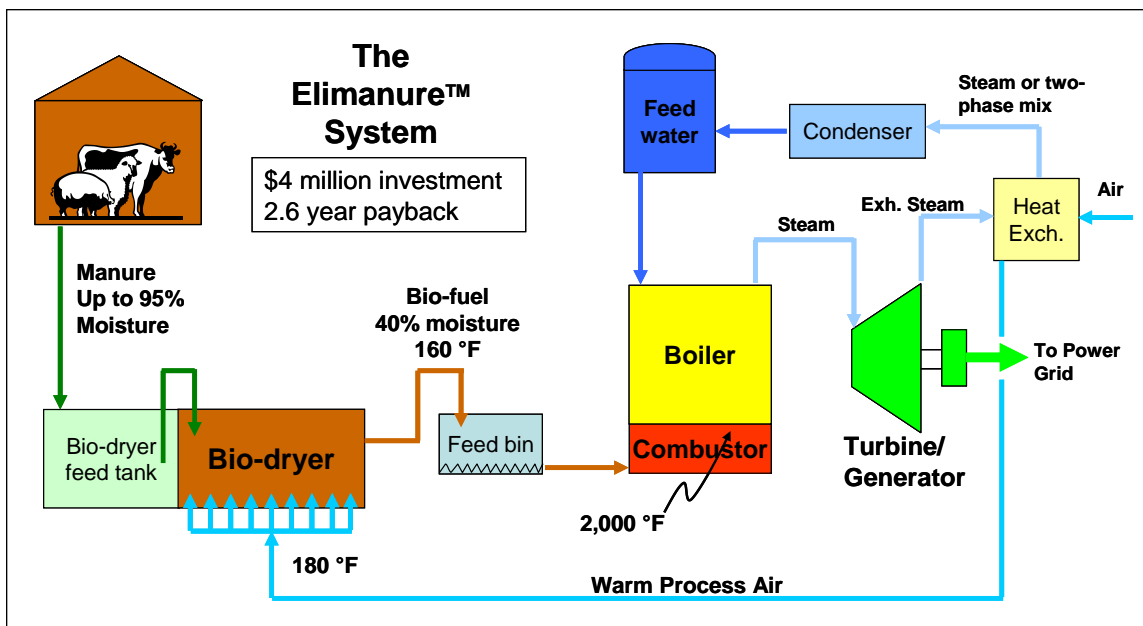 The
Elimanure™
System
$4 million investment
2.6 year payback
Feed
water
Condenser
Steam or two-
phase mix
Heat
Exch.
Air
Exh. Steam
Steam
Manure
Up to 95%
Moisture
Bio-fuel
40% moisture
160 °F
Boiler
Combustor
To Power
Grid
Turbine/
Generator
Bio-dryer
feed tank
Bio-dryer
Feed bin
2,000 °F
180 °F
Warm Process Air